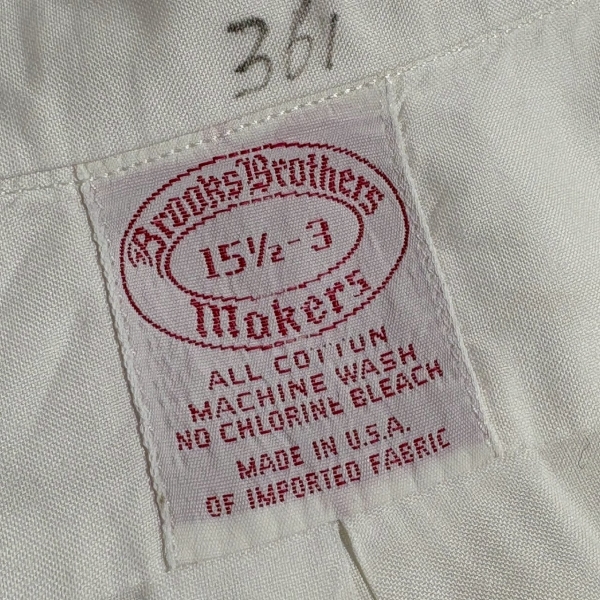 361
Brooks Brothers
15½-3
Makers
ALL COTTON
MACHINE WASH
NO CHLORINE BLEACH
MADE IN U.S.A.
OF IMPORTED FABRIC